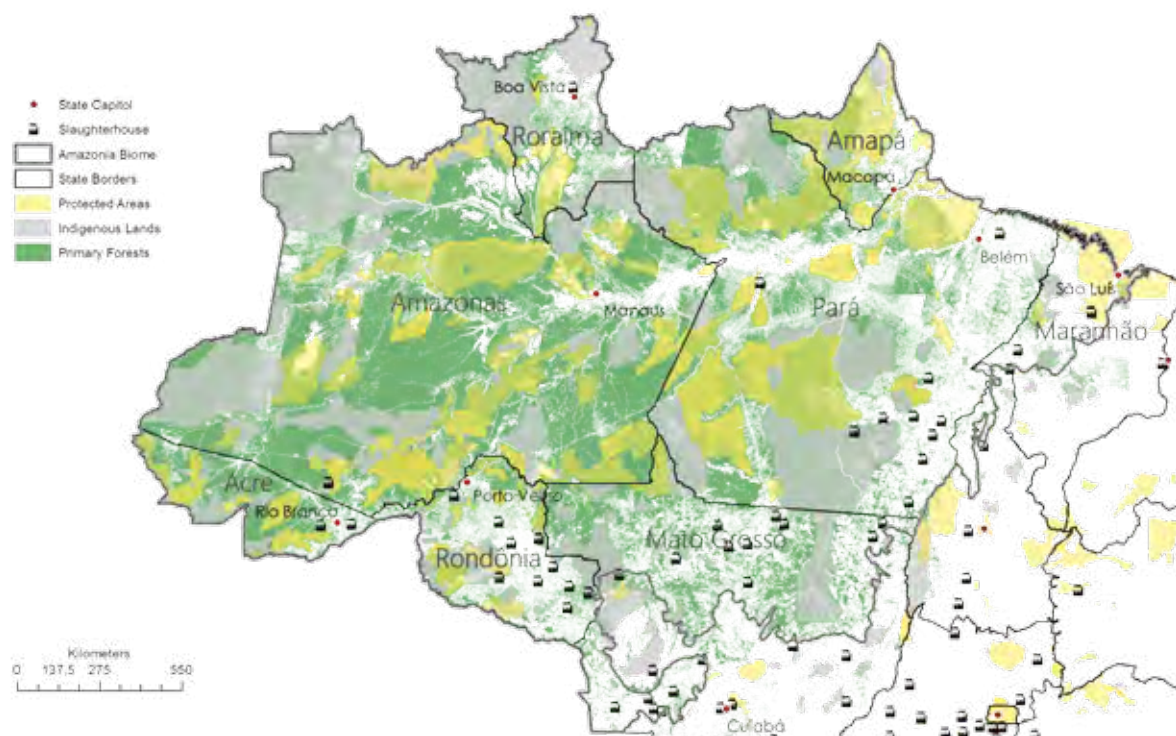 State Capitol
Slaughterhouse
Amazonia Biome
State Borders
Protected Areas
Indigenous Lands
Primary Forests
Boa Vista
Roraima
Amapá
Macapá
Belém
São Luís
Amazonas
Manaus
Pará
Maranhão
Acre
Rio Branco
Porto Velho
Rondônia
Mato Grosso
Cuiabá
Kilometers
0 137,5 275 550